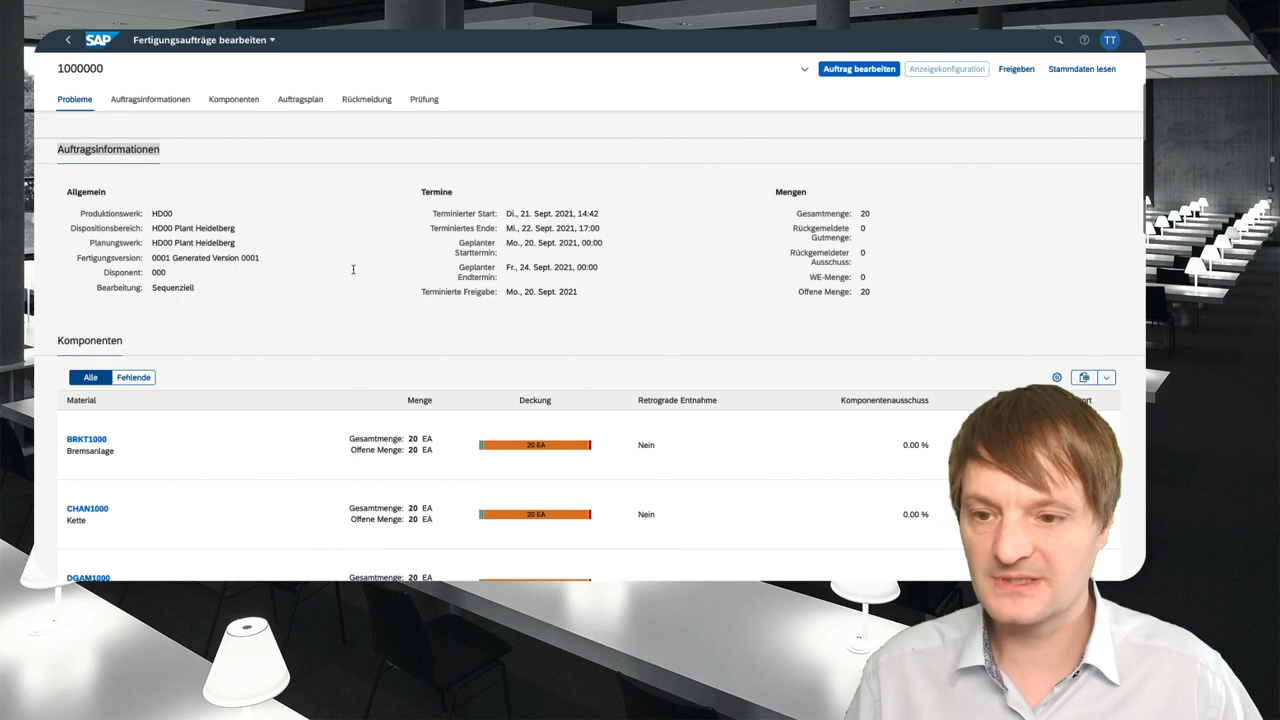 SAP Fertigungsaufträge bearbeiten TT
1000000 Auftrag bearbeiten Anzeigekonfiguration Freigeben Stammdaten lesen
Probleme Auftragsinformationen Komponenten Auftragsplan Rückmeldung Prüfung
Auftragsinformationen
Allgemein
Produktionswerk: HD00
Dispositionsbereich: HD00 Plant Heidelberg
Planungswerk: HD00 Plant Heidelberg
Fertigungsversion: 0001 Generated Version 0001
Disponent: 000
Bearbeitung: Sequenziell
Termine
Terminierter Start: Di., 21. Sept. 2021, 14:42
Terminiertes Ende: Mi., 22. Sept. 2021, 17:00
Geplanter Mo., 20. Sept. 2021, 00:00
Starttermin:
Geplanter Fr., 24. Sept. 2021, 00:00
Endtermin:
Terminierte Freigabe: Mo., 20. Sept. 2021
Mengen
Gesamtmenge: 20
Rückgemeldete 0
Gutmenge:
Rückgemeldeter 0
Ausschuss:
WE-Menge: 0
Offene Menge: 20
Komponenten
Alle Fehlende
Material Menge Deckung Retrograde Entnahme Komponentenausschuss
BRKT1000
Bremsanlage
Gesamtmenge: 20 EA
Offene Menge: 20 EA
20 EA
Nein
0.00 %
CHAN1000
Kette
Gesamtmenge: 20 EA
Offene Menge: 20 EA
20 EA
Nein
0.00 %
DGAM1000 Gesamtmenge: 20 EA